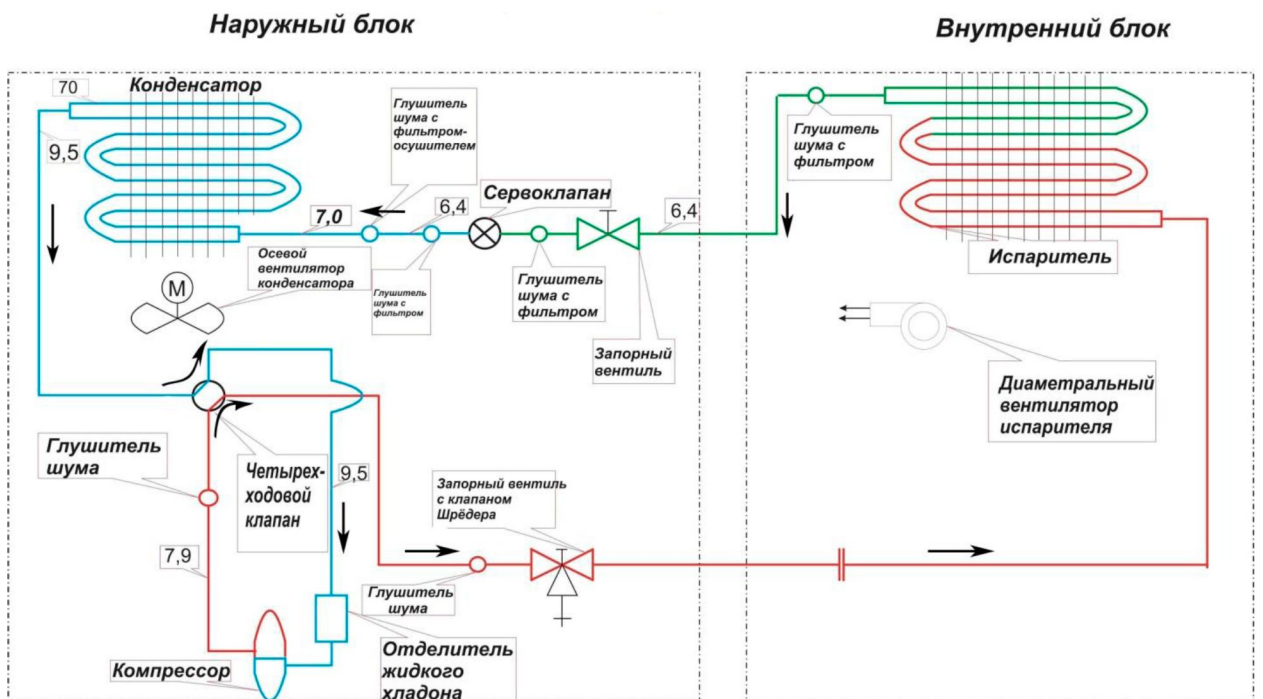 Наружный блок
Внутренний блок
70
Конденсатор
9,5
Глушитель
шума с
фильтром-
осушителем
7,0
6,4
Сервоклапан
6,4
Глушитель
шума с
фильтром
Осевой
вентилятор
конденсатора
M
Глушитель
шума с
фильтром
Глушитель
шума с
фильтром
Запорный
вентиль
Испаритель
Диаметральный
вентилятор
испарителя
Глушитель
шума
Четырех-
ходовой
клапан
9,5
Запорный вентиль
с клапаном
Шрёдера
7,9
Глушитель
шума
Компрессор
Отделитель
жидкого
хладона